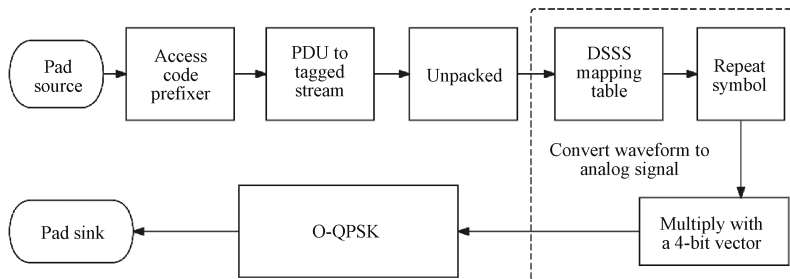 Pad
source
Access
code
prefixer
PDU to
tagged
stream
Unpacked
DSSS
mapping
table
Repeat
symbol
Convert waveform to
analog signal
Pad sink
O-QPSK
Multiply with
a 4-bit vector